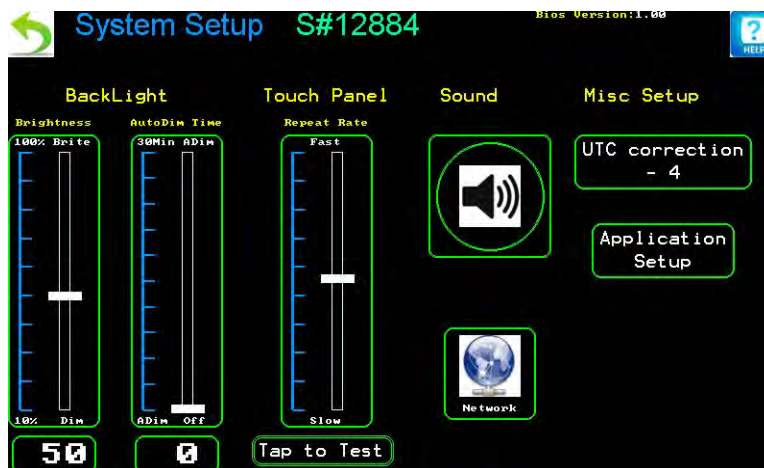 System Setup S#12884
Bios Version:1.00
HELP
BackLight
Touch Panel
Sound
Misc Setup
Brightness
AutoDim Time
Repeat Rate
100% Brite
30Min ADim
Fast
UTC correction
- 4
Application
Setup
Network
10% Dim
ADim Off
Slow
50
0
Tap to Test